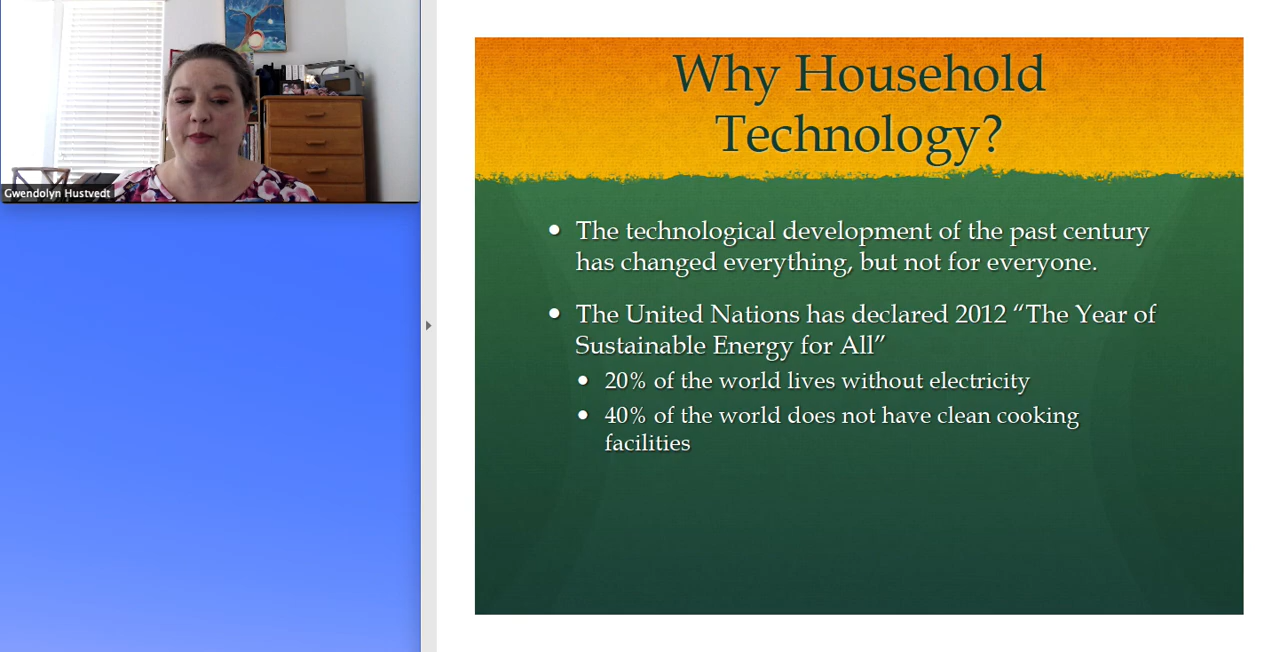 Gwendolyn Hustvedt
Why Household
Technology?
The technological development of the past century
has changed everything, but not for everyone.
The United Nations has declared 2012 “The Year of
Sustainable Energy for All”
20% of the world lives without electricity
40% of the world does not have clean cooking
facilities